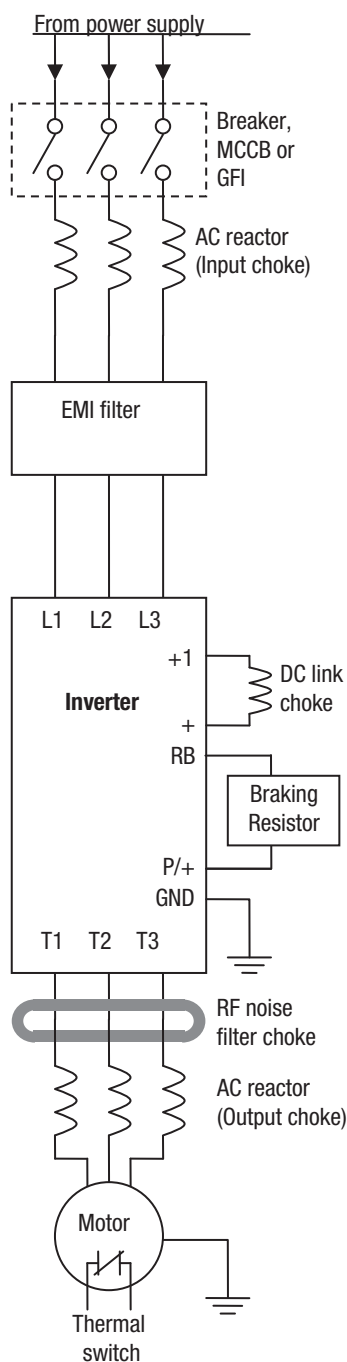 From power supply
Breaker,
MCCB or
GFI
AC reactor
(Input choke)
EMI filter
L1 L2 L3
+1
DC link
choke
Inverter
+
RB
Braking
Resistor
P/+
GND
T1 T2 T3
RF noise
filter choke
AC reactor
(Output choke)
Motor
Thermal
switch